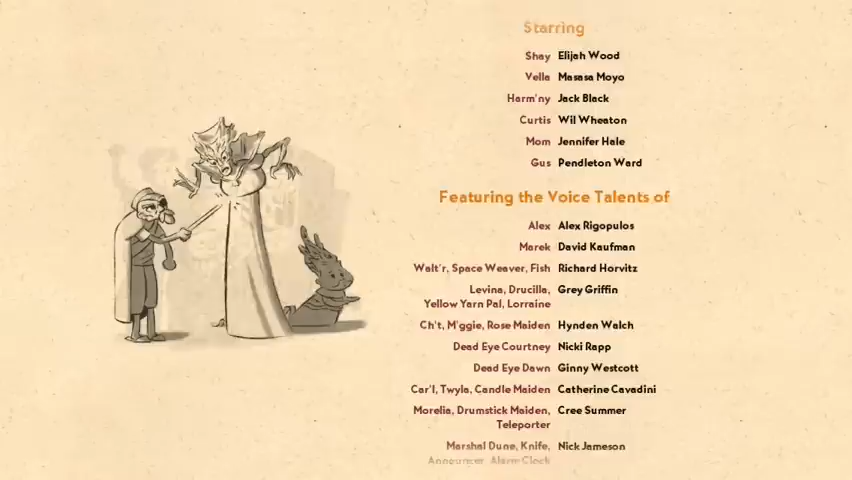 Starring
Shay Elijah Wood
Vella Masasa Moyo
Harm'ny Jack Black
Curtis Wil Wheaton
Mom Jennifer Hale
Gus Pendleton Ward
Featuring the Voice Talents of
Alex Alex Rigopulos
Marek David Kaufman
Walt'r, Space Weaver, Fish Richard Horvitz
Levina, Drucilla, Grey Griffin
Yellow Yarn Pal, Lorraine
Ch't, M'ggie, Rose Maiden Hynden Walch
Dead Eye Courtney Nicki Rapp
Dead Eye Dawn Ginny Westcott
Car'l, Twyla, Candle Maiden Catherine Cavadini
Morelia, Drumstick Maiden, Cree Summer
Teleporter
Marshal Dune, Knife, Nick Jameson
Announcer, Alarm Clock